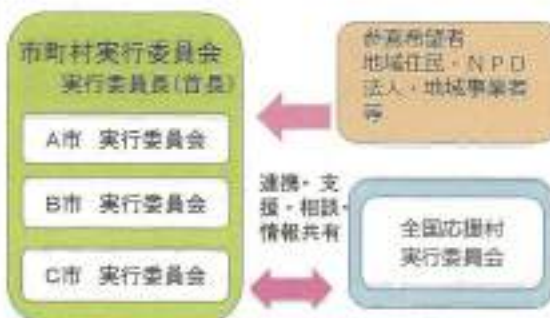 市町村実行委員会
実行委員長(首長)
A市 実行委員会
B市 実行委員会
C市 実行委員会
参画希望者
地域住民・NPO
法人・地域事業者
等
連携・支
援・相談・
情報共有
全国応援村
実行委員会